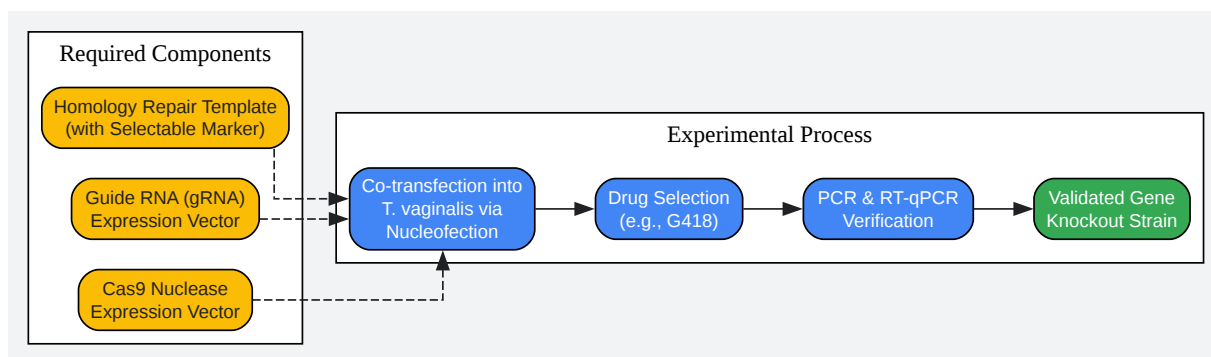 Required Components
Homology Repair Template
(with Selectable Marker)
Guide RNA (gRNA)
Expression Vector
Cas9 Nuclease
Expression Vector
Experimental Process
Co-transfection into
T. vaginalis via
Nucleofection
Drug Selection
(e.g., G418)
PCR & RT-qPCR
Verification
Validated Gene
Knockout Strain